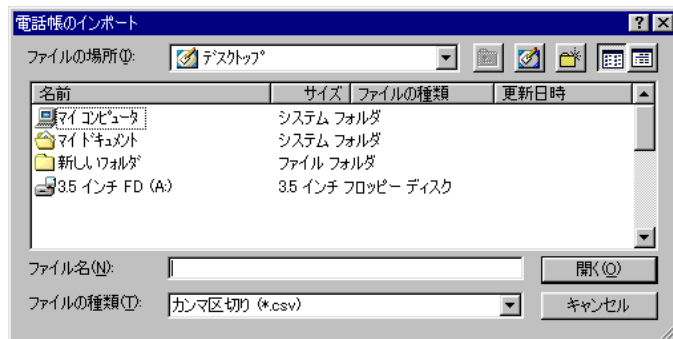 電話帳のインポート
ファイルの場所(I): デスクトップ
名前 サイズ ファイルの種類 更新日時
マイ コンピュータ システム フォルダ
マイ ドキュメント システム フォルダ
新しいフォルダ ファイル フォルダ
3.5 インチ FD (A:) 3.5 インチ フロッピー ディスク
ファイル名(N): 開く(O)
ファイルの種類(T): カンマ区切り (*.csv) キャンセル